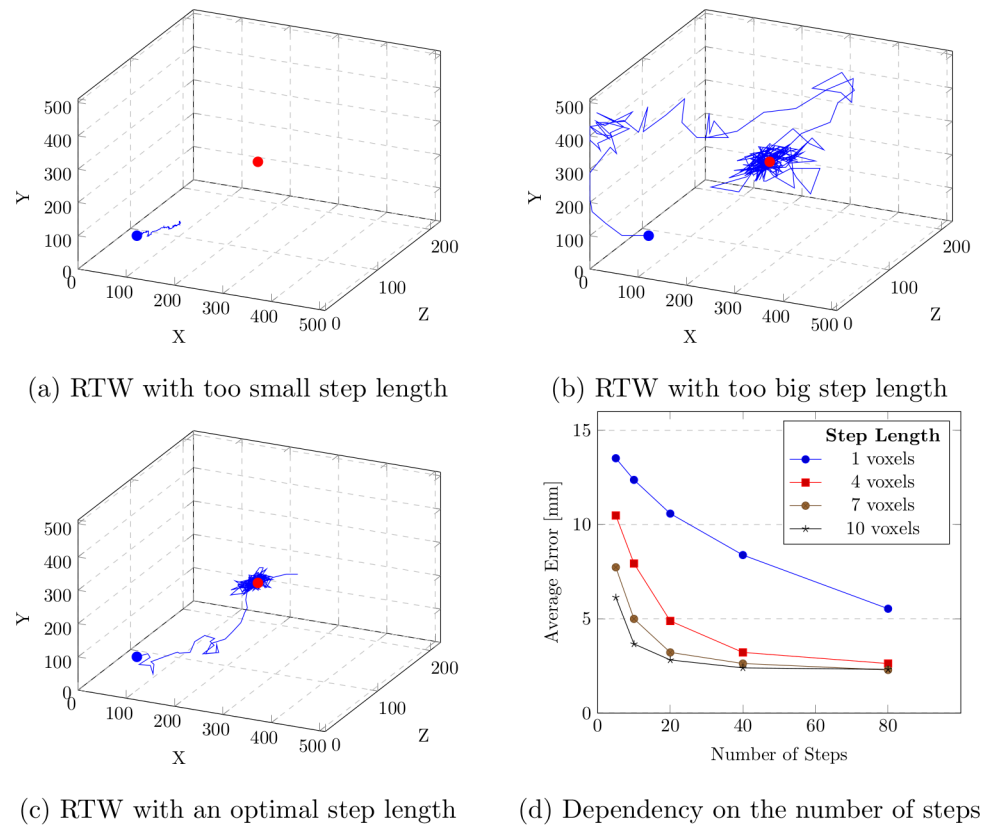 500
400
300
200
100
0
0
100
200
300
400
500
0
100
200
X
Y
Z
(a) RTW with too small step length
500
400
300
200
100
0
0
100
200
300
400
500
0
100
200
X
Y
Z
(b) RTW with too big step length
500
400
300
200
100
0
0
100
200
300
400
500
0
100
200
X
Y
Z
(c) RTW with an optimal step length
15
10
5
0
Average Error [mm]
Step Length
1 voxels
4 voxels
7 voxels
10 voxels
0
20
40
60
80
Number of Steps
(d) Dependency on the number of steps